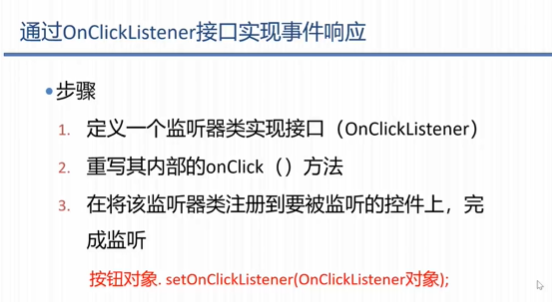 通过OnClickListener接口实现事件响应
•步骤
1. 定义一个监听器类实现接口（OnClickListener）
2. 重写其内部的onClick（）方法
3. 在将该监听器类注册到要被监听的控件上，完
成监听
按钮对象. setOnClickListener(OnClickListener对象);